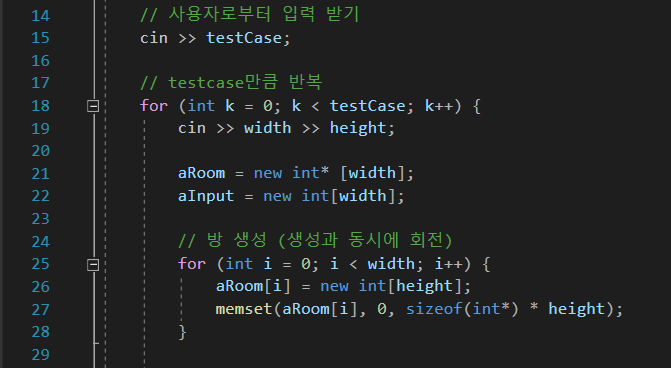 14 // 사용자로부터 입력 받기
15 cin >> testCase;
16
17 // testcase만큼 반복
18 for (int k = 0; k < testCase; k++) {
19 cin >> width >> height;
20
21 aRoom = new int* [width];
22 aInput = new int[width];
23
24 // 방 생성 (생성과 동시에 회전)
25 for (int i = 0; i < width; i++) {
26 aRoom[i] = new int[height];
27 memset(aRoom[i], 0, sizeof(int*) * height);
28 }
29